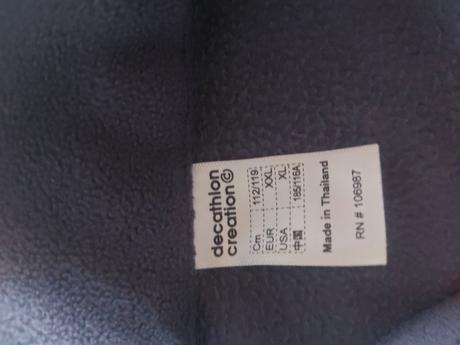 decathlon
creation ©
Cm 112/119
EUR XXL
USA XL
中国 185/116A
Made in Thailand
RN # 106987